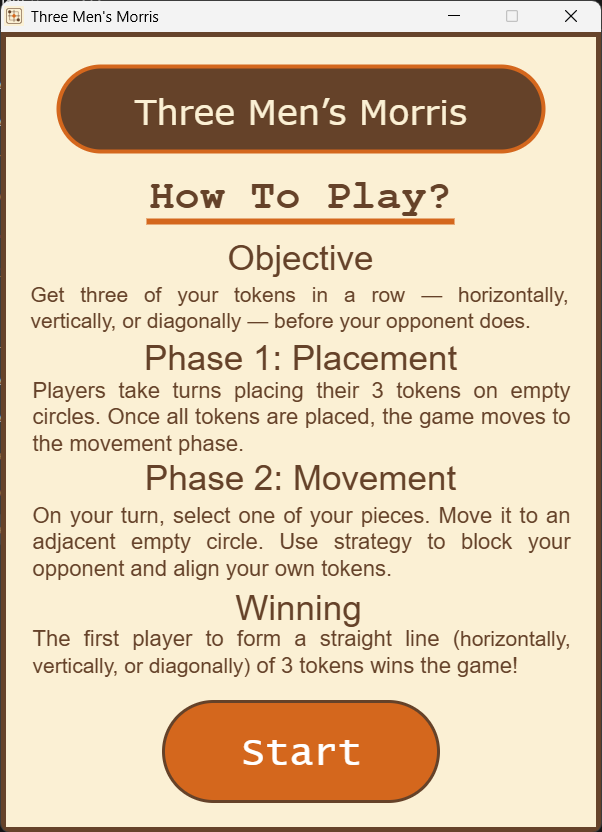 Three Men's Morris
Three Men’s Morris
How To Play?
Objective
Get three of your tokens in a row — horizontally,
vertically, or diagonally — before your opponent does.
Phase 1: Placement
Players take turns placing their 3 tokens on empty
circles. Once all tokens are placed, the game moves to
the movement phase.
Phase 2: Movement
On your turn, select one of your pieces. Move it to an
adjacent empty circle. Use strategy to block your
opponent and align your own tokens.
Winning
The first player to form a straight line (horizontally,
vertically, or diagonally) of 3 tokens wins the game!
Start